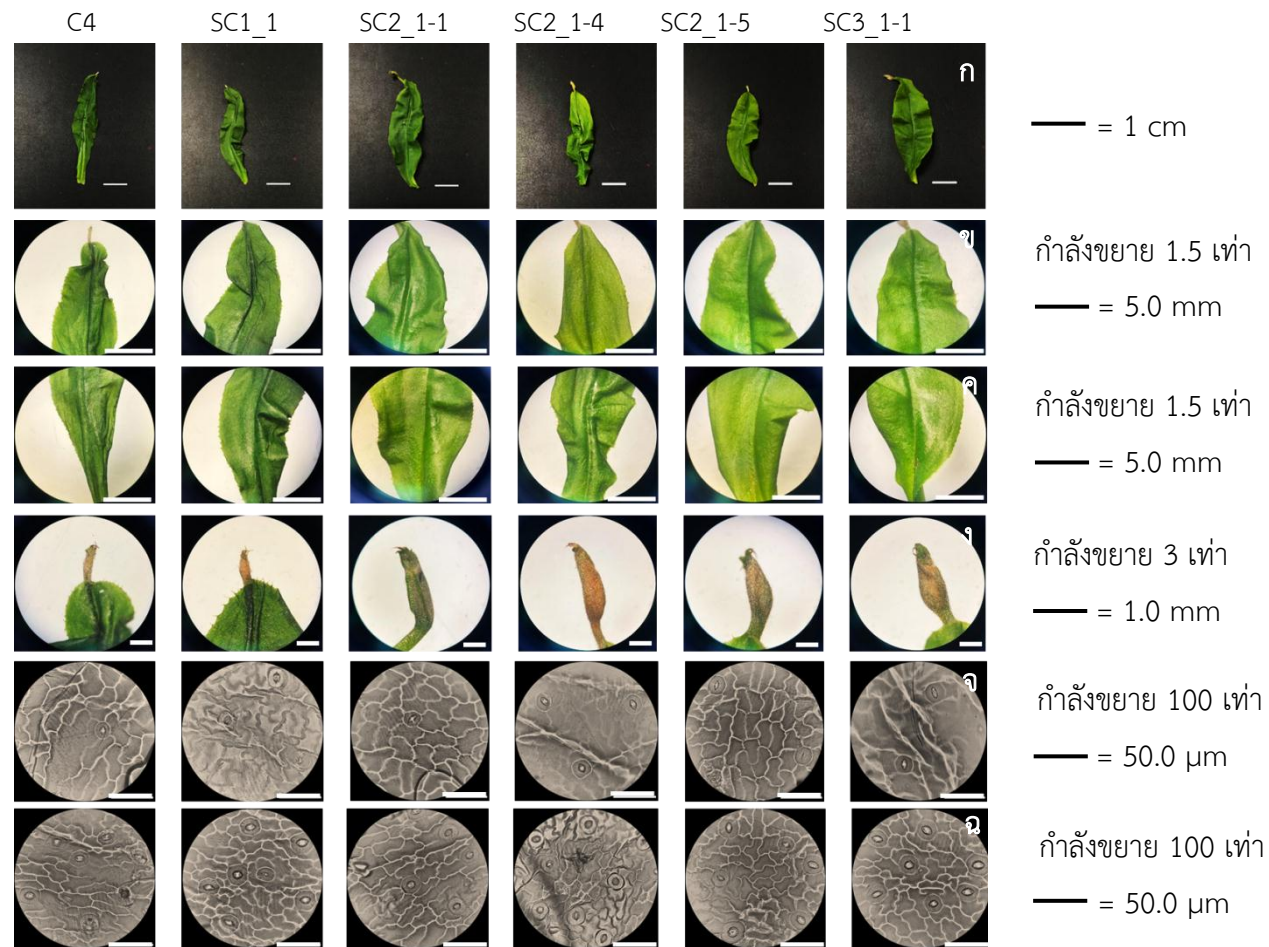 C4 SC1_1 SC2_1-1 SC2_1-4 SC2_1-5 SC3_1-1
ก
= 1 cm
ข
กำลังขยาย 1.5 เท่า
= 5.0 mm
ค
กำลังขยาย 1.5 เท่า
= 5.0 mm
ง
กำลังขยาย 3 เท่า
= 1.0 mm
จ
กำลังขยาย 100 เท่า
= 50.0 µm
ฉ
กำลังขยาย 100 เท่า
= 50.0 µm